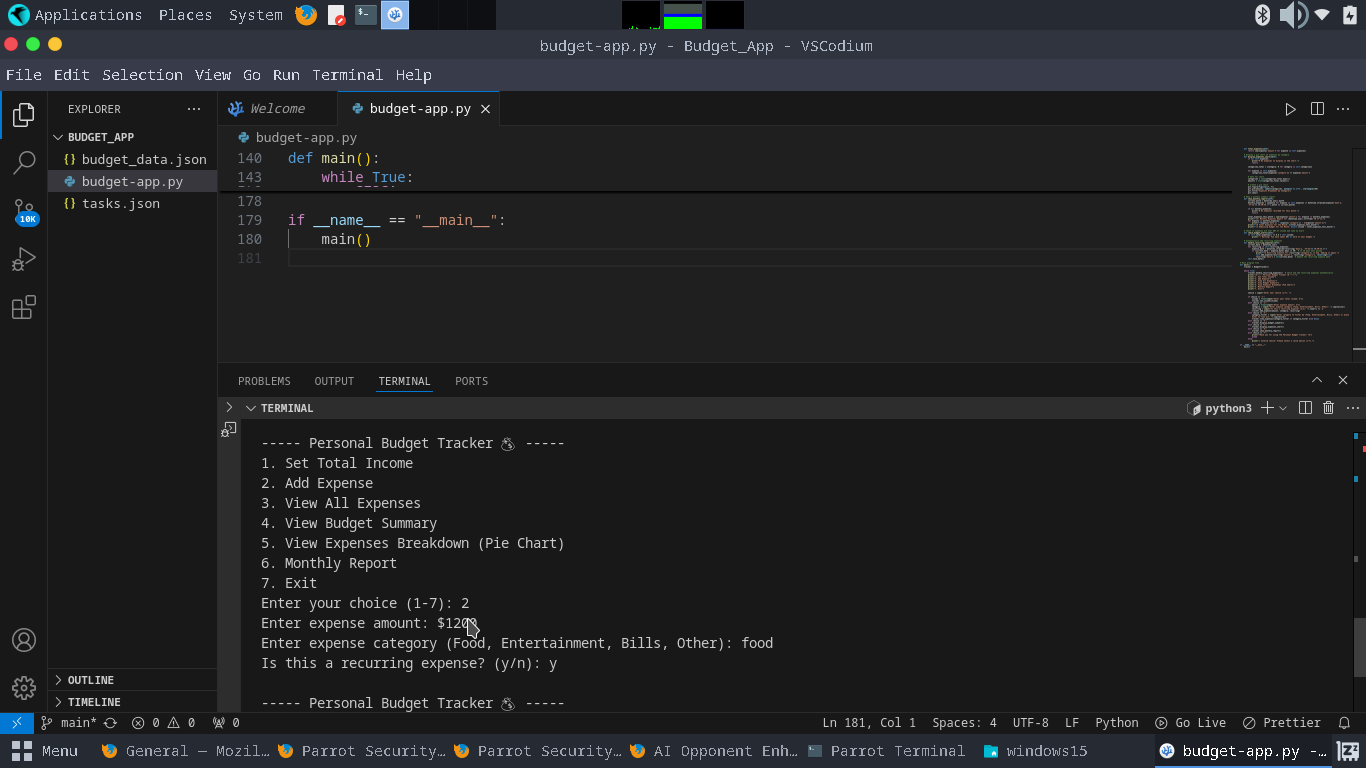 Applications Places System
budget-app.py - Budget_App - VSCodium
File Edit Selection View Go Run Terminal Help
EXPLORER
Welcome
budget-app.py
BUDGET_APP
budget_data.json
budget-app.py
tasks.json
10K
budget-app.py
140 def main():
143 while True:
178
179 if __name__ == "__main__":
180 main()
181
PROBLEMS OUTPUT TERMINAL PORTS
TERMINAL
python3
----- Personal Budget Tracker 💰 -----
1. Set Total Income
2. Add Expense
3. View All Expenses
4. View Budget Summary
5. View Expenses Breakdown (Pie Chart)
6. Monthly Report
7. Exit
Enter your choice (1-7): 2
Enter expense amount: $1200
Enter expense category (Food, Entertainment, Bills, Other): food
Is this a recurring expense? (y/n): y
----- Personal Budget Tracker 💰 -----
OUTLINE
TIMELINE
main* 0 0 0
Ln 181, Col 1 Spaces: 4 UTF-8 LF Python Go Live Prettier
Menu General — Mozil... Parrot Security... Parrot Security... AI Opponent Enh... Parrot Terminal windows15 budget-app.py -...